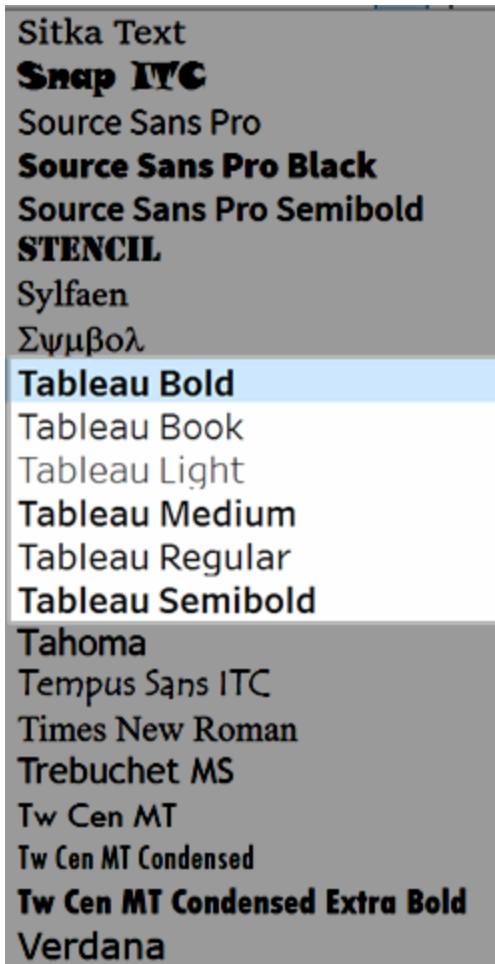 Sitka Text
Snap ITC
Source Sans Pro
Source Sans Pro Black
Source Sans Pro Semibold
STENCIL
Sylfaen
Σψμβολ
Tableau Bold
Tableau Book
Tableau Light
Tableau Medium
Tableau Regular
Tableau Semibold
Tahoma
Tempus Sans ITC
Times New Roman
Trebuchet MS
Tw Cen MT
Tw Cen MT Condensed
Tw Cen MT Condensed Extra Bold
Verdana